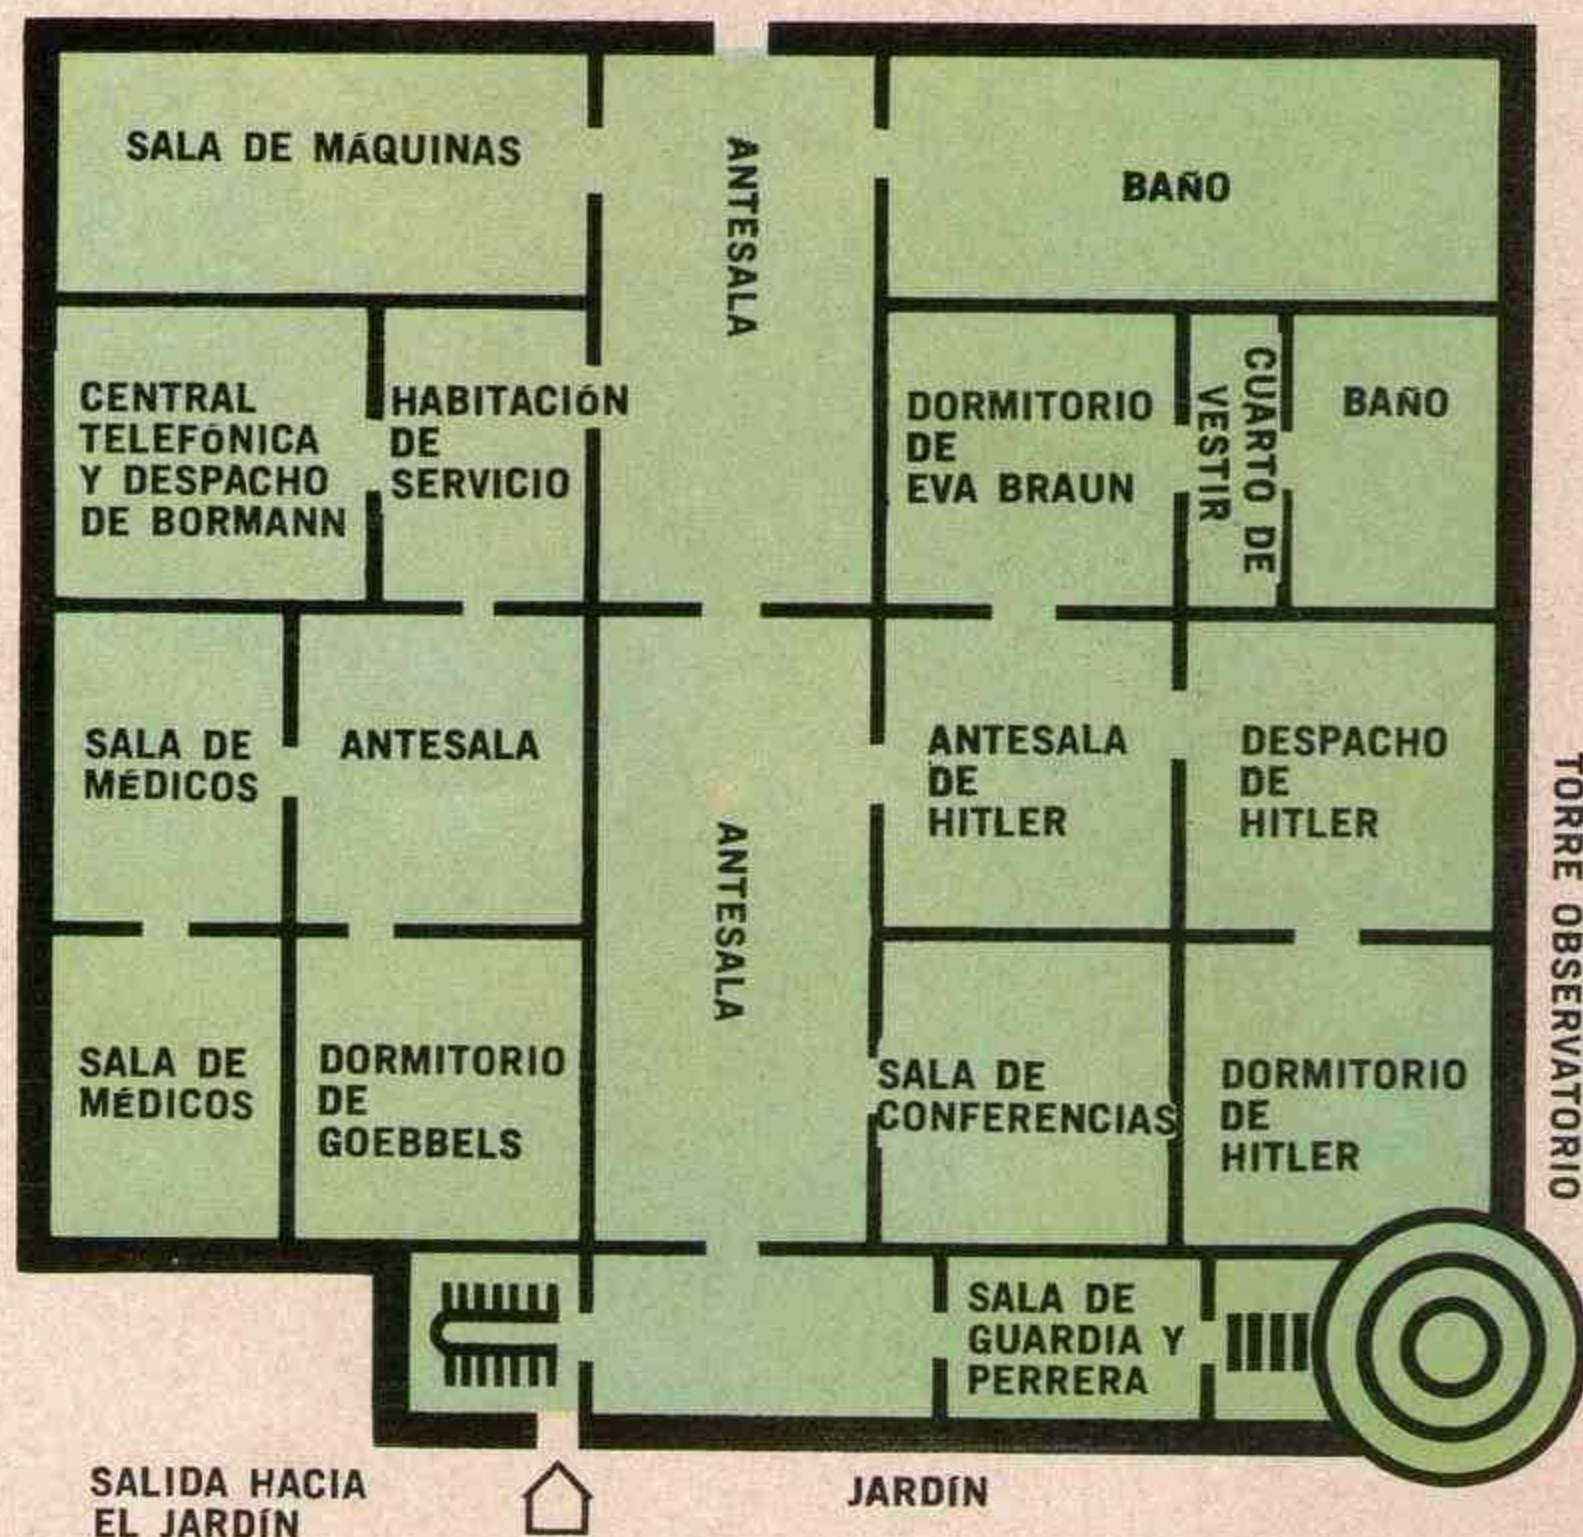 SALA DE MÁQUINAS
ANTESALA
BAÑO
CENTRAL
TELEFÓNICA
Y DESPACHO
DE BORMANN
HABITACIÓN
DE
SERVICIO
DORMITORIO
DE
EVA BRAUN
CUARTO DE
VESTIR
BAÑO
SALA DE
MÉDICOS
ANTESALA
ANTESALA
ANTESALA
DE
HITLER
DESPACHO
DE
HITLER
TORRE OBSERVATORIO
SALA DE
MÉDICOS
DORMITORIO
DE
GOEBBELS
SALA DE
CONFERENCIAS
DORMITORIO
DE
HITLER
SALA DE
GUARDIA Y
PERRERA
SALIDA HACIA
EL JARDÍN
JARDÍN